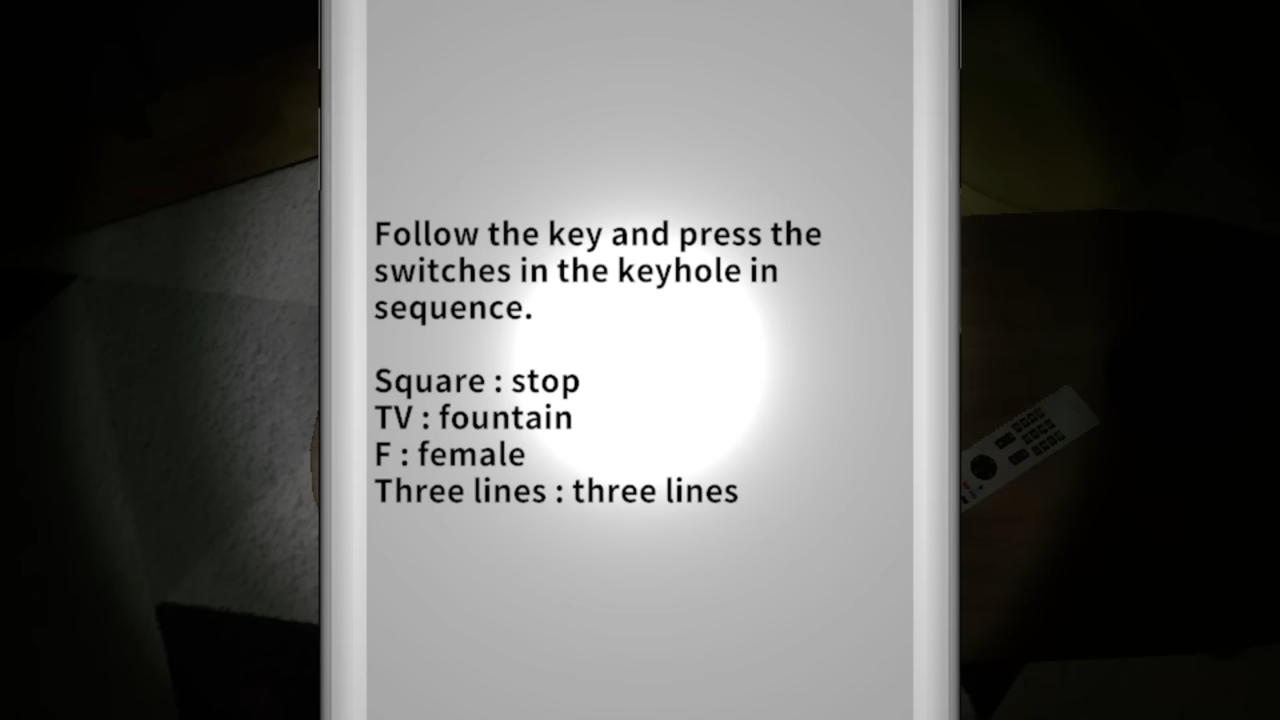 Follow the key and press the
switches in the keyhole in
sequence.
Square : stop
TV : fountain
F : female
Three lines : three lines